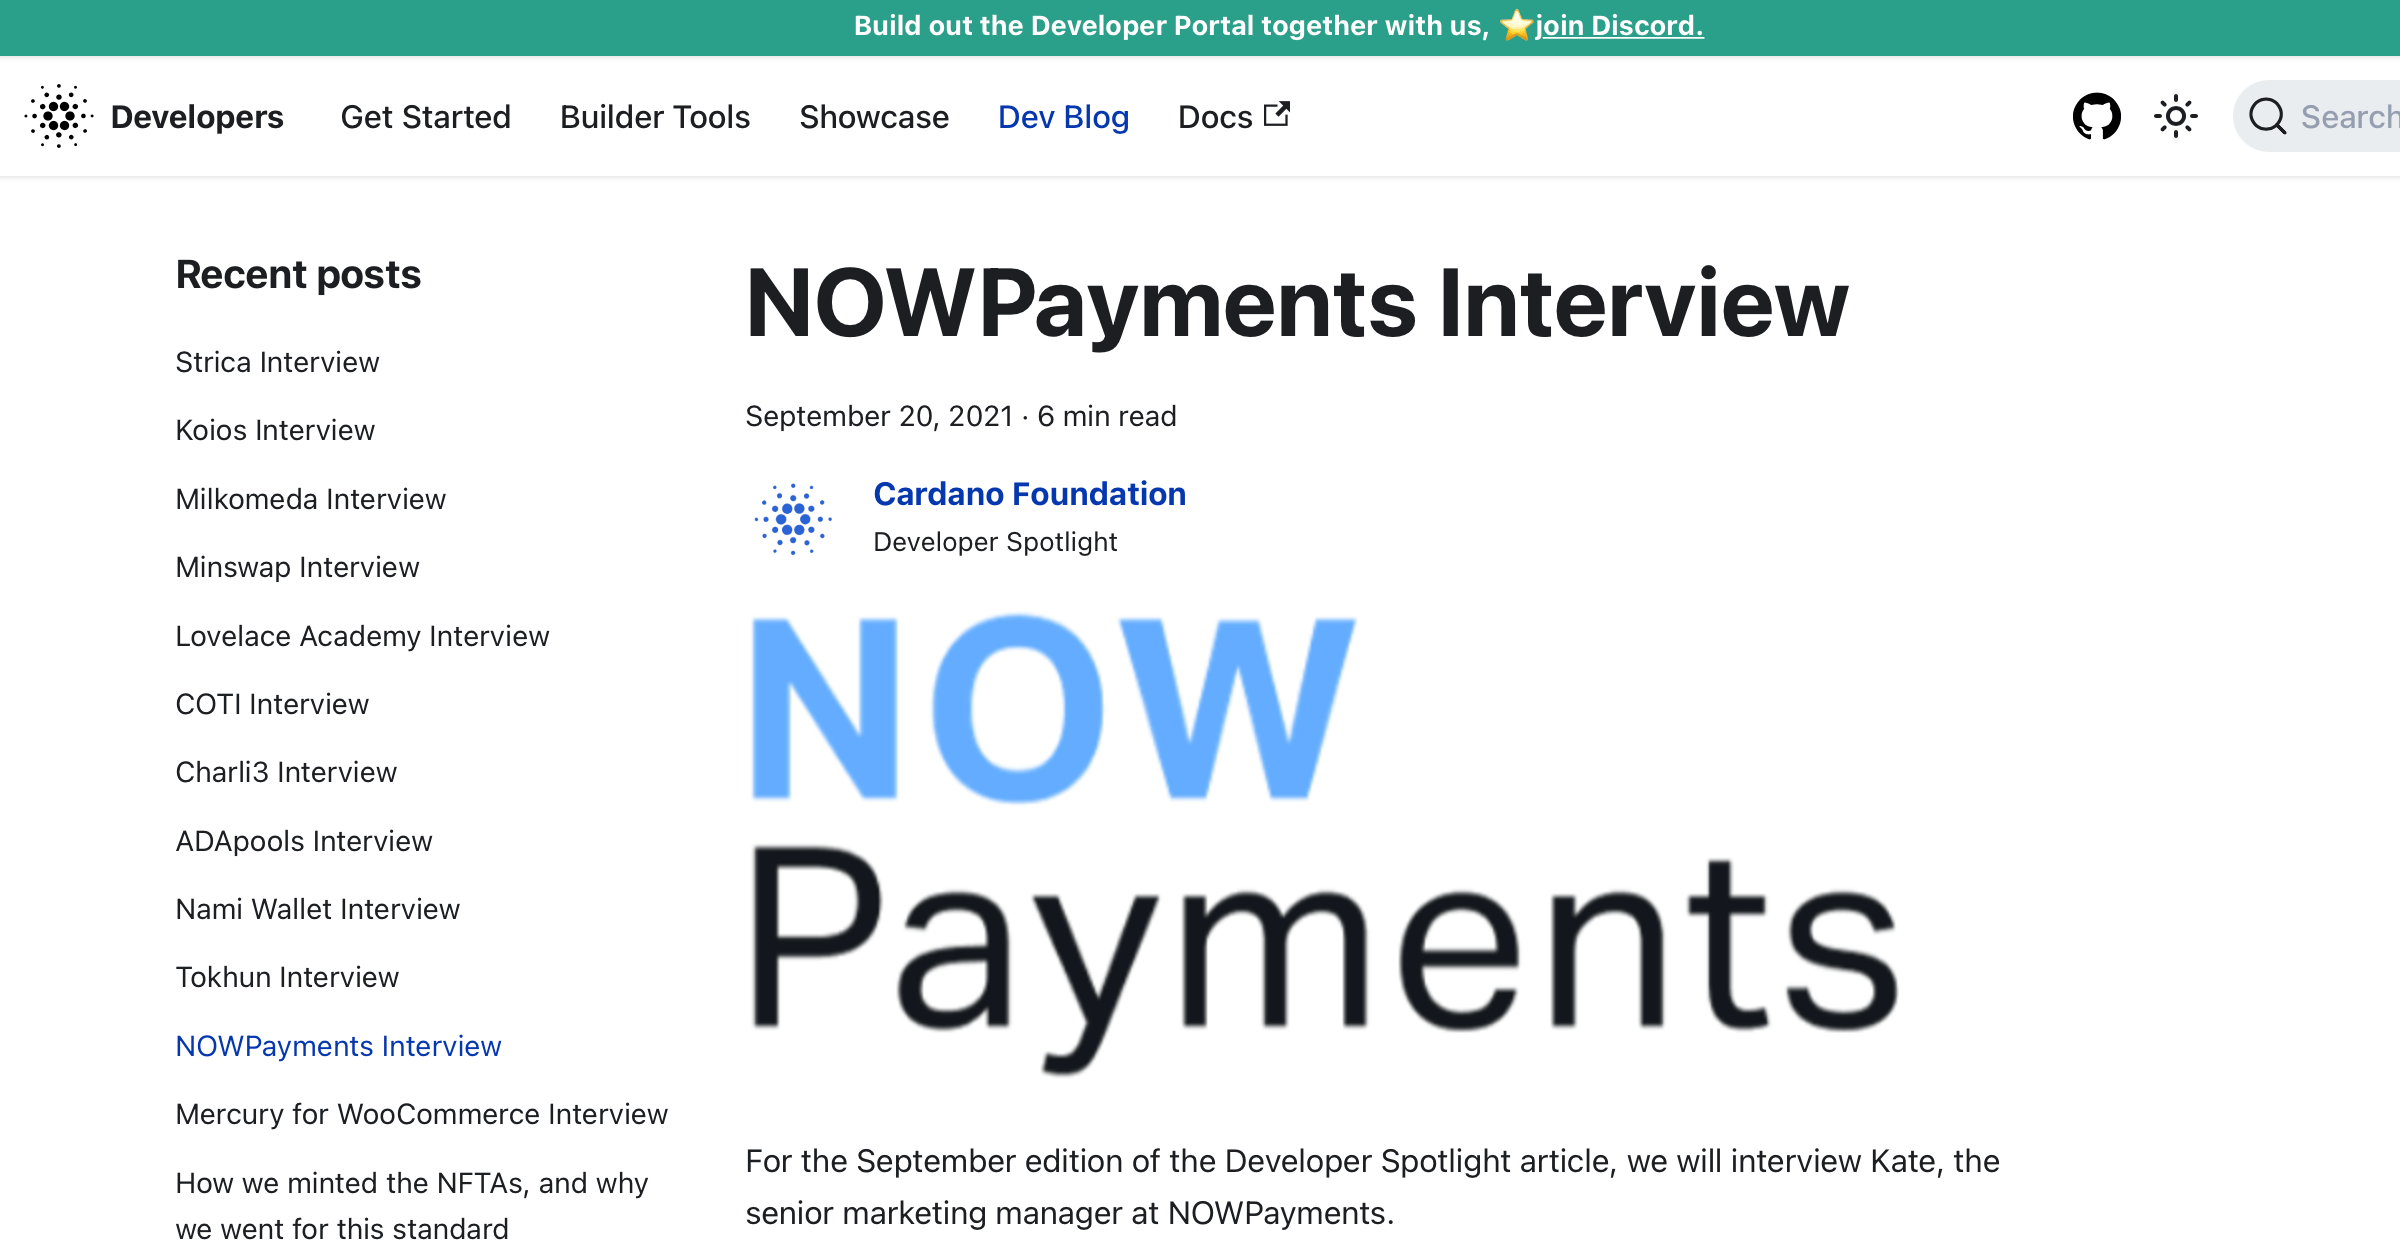 Build out the Developer Portal together with us, ⭐join Discord.
Developers Get Started Builder Tools Showcase Dev Blog Docs Search
Recent posts
Strica Interview
Koios Interview
Milkomeda Interview
Minswap Interview
Lovelace Academy Interview
COTI Interview
Charli3 Interview
ADApools Interview
Nami Wallet Interview
Tokhun Interview
NOWPayments Interview
Mercury for WooCommerce Interview
How we minted the NFTAs, and why
we went for this standard
NOWPayments Interview
September 20, 2021 · 6 min read
Cardano Foundation
Developer Spotlight
NOW
Payments
For the September edition of the Developer Spotlight article, we will interview Kate, the
senior marketing manager at NOWPayments.